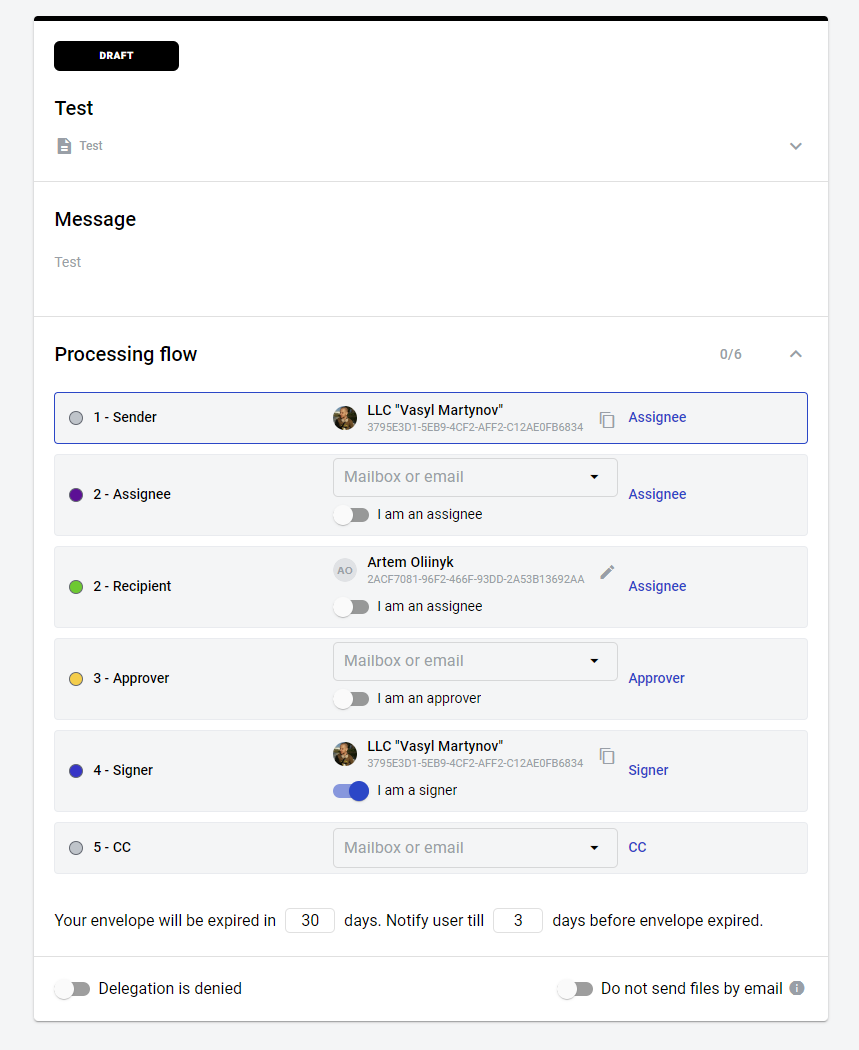 DRAFT
Test
Test
Message
Test
Processing flow 0/6
1 - Sender LLC "Vasyl Martynov" Assignee
3795E3D1-5EB9-4CF2-AFF2-C12AE0FB6834
2 - Assignee Mailbox or email Assignee
I am an assignee
2 - Recipient AO Artem Oliinyk Assignee
2ACF7081-96F2-466F-93DD-2A53B13692AA
I am an assignee
3 - Approver Mailbox or email Approver
I am an approver
4 - Signer LLC "Vasyl Martynov" Signer
3795E3D1-5EB9-4CF2-AFF2-C12AE0FB6834
I am a signer
5 - CC Mailbox or email CC
Your envelope will be expired in 30 days. Notify user till 3 days before envelope expired.
Delegation is denied Do not send files by email